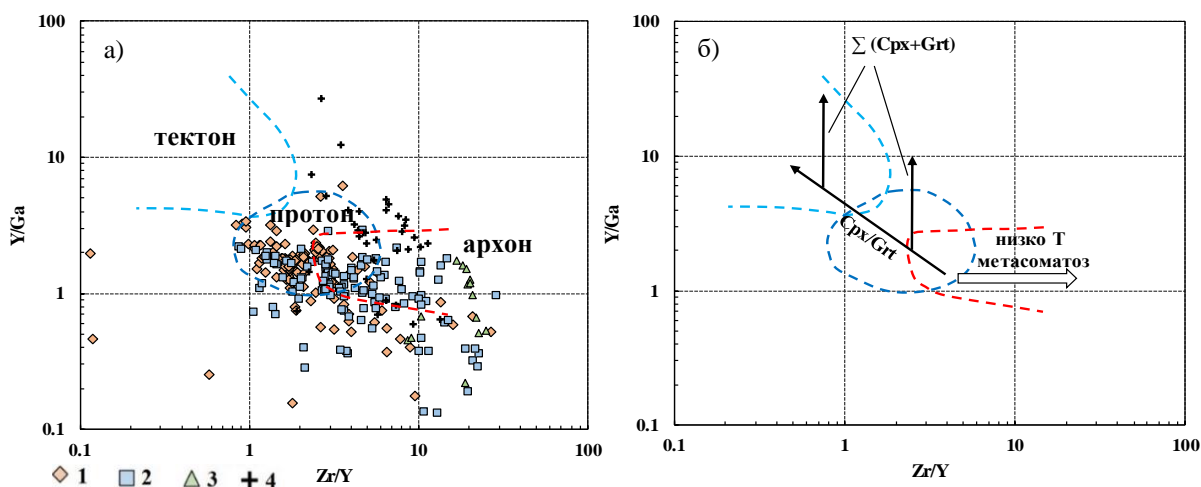 а)
100
10
1
0.1
Y/Ga
тектон
протон
архон
0.1
1
10
100
Zr/Y
1
2
3
4
б)
∑ (Cpx+Grt)
100
10
1
0.1
Y/Ga
Cpx/Grt
низко Т
метасоматоз
0.1
1
10
100
Zr/Y